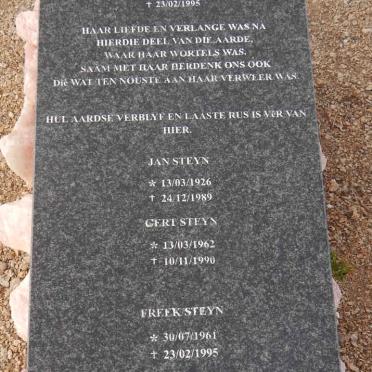 † 23/02/1995
HAAR LIEFDE EN VERLANGE WAS NA
HIERDIE DEEL VAN DIE AARDE,
WAAR HAAR WORTELS WAS.
SAAM MET HAAR HERDENK ONS OOK
DIé WAT TEN NOUSTE AAN HAAR VERWEER WAS.
HUL AARDSE VERBLYF EN LAASTE RUS IS VêR VAN
HIER.
JAN STEYN
* 13/03/1926
† 24/12/1989
GERT STEYN
* 13/03/1962
† 10/11/1990
FREEK STEYN
* 30/07/1961
† 23/02/1995